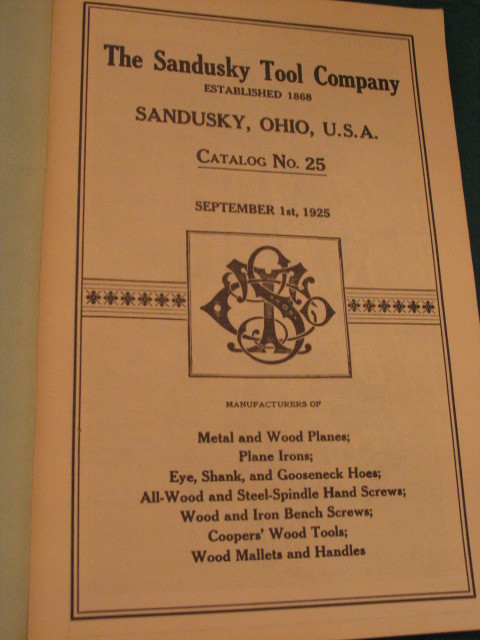 The Sandusky Tool Company
ESTABLISHED 1868
SANDUSKY, OHIO, U.S.A.
CATALOG No. 25
SEPTEMBER 1st, 1925
MANUFACTURERS OF
Metal and Wood Planes;
Plane Irons;
Eye, Shank, and Gooseneck Hoes;
All-Wood and Steel-Spindle Hand Screws;
Wood and Iron Bench Screws;
Coopers' Wood Tools;
Wood Mallets and Handles